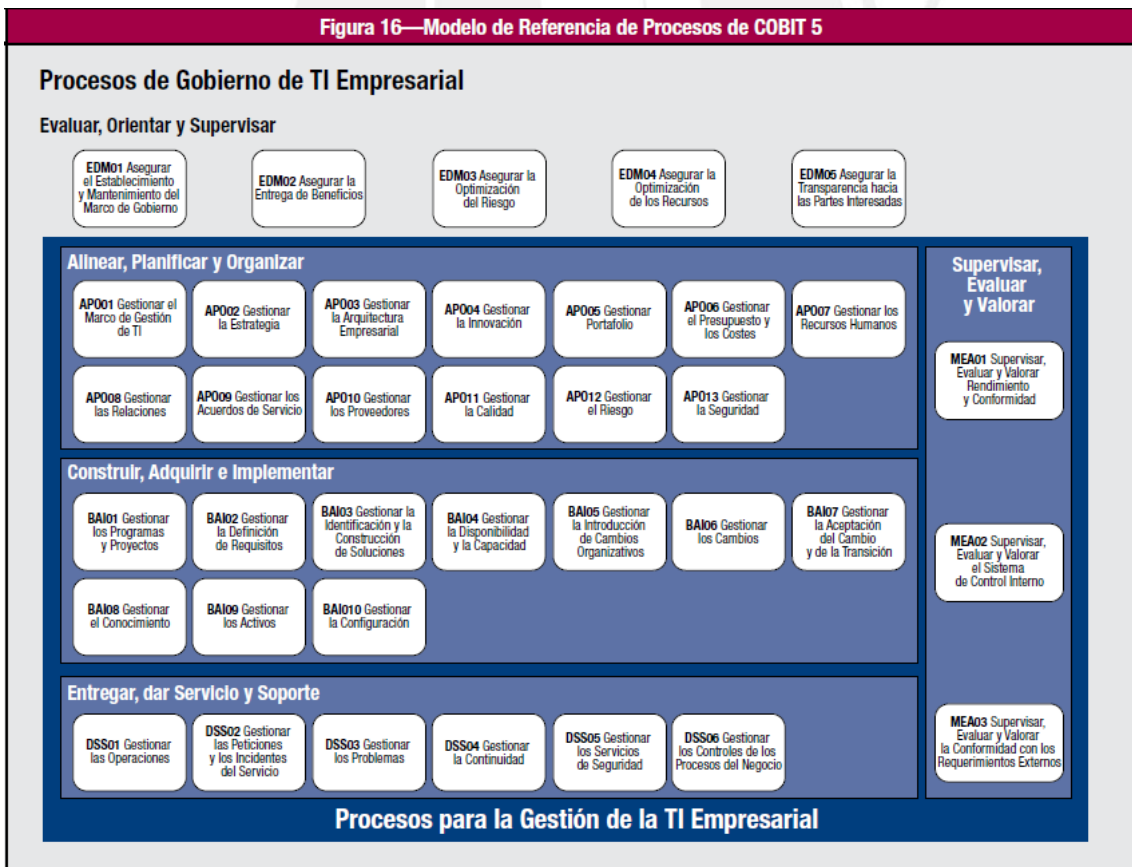 Figura 16—Modelo de Referencia de Procesos de COBIT 5
Procesos de Gobierno de TI Empresarial
Evaluar, Orientar y Supervisar
EDM01 Asegurar
el Establecimiento
y Mantenimiento del
Marco de Gobierno
EDM02 Asegurar la
Entrega de Beneficios
EDM03 Asegurar la
Optimización
del Riesgo
EDM04 Asegurar la
Optimización
de los Recursos
EDM05 Asegurar la
Transparencia hacia
las Partes Interesadas
Alinear, Planificar y Organizar
APO01 Gestionar el
Marco de Gestión
de TI
APO02 Gestionar
la Estrategia
APO03 Gestionar
la Arquitectura
Empresarial
APO04 Gestionar
la Innovación
APO05 Gestionar
Portafolio
APO06 Gestionar
el Presupuesto y
los Costes
APO07 Gestionar los
Recursos Humanos
APO08 Gestionar
las Relaciones
APO09 Gestionar los
Acuerdos de Servicio
APO10 Gestionar
los Proveedores
APO11 Gestionar
la Calidad
APO12 Gestionar
el Riesgo
APO13 Gestionar
la Seguridad
Construir, Adquirir e Implementar
BAI01 Gestionar
los Programas
y Proyectos
BAI02 Gestionar
la Definición
de Requisitos
BAI03 Gestionar la
Identificación y la
Construcción
de Soluciones
BAI04 Gestionar
la Disponibilidad
y la Capacidad
BAI05 Gestionar
la Introducción
de Cambios
Organizativos
BAI06 Gestionar
los Cambios
BAI07 Gestionar
la Aceptación
del Cambio
y de la Transición
BAI08 Gestionar
el Conocimiento
BAI09 Gestionar
los Activos
BAI010 Gestionar
la Configuración
Entregar, dar Servicio y Soporte
DSS01 Gestionar
las Operaciones
DSS02 Gestionar
las Peticiones
y los Incidentes
del Servicio
DSS03 Gestionar
los Problemas
DSS04 Gestionar
la Continuidad
DSS05 Gestionar
los Servicios
de Seguridad
DSS06 Gestionar
los Controles de los
Procesos del Negocio
Supervisar,
Evaluar
y Valorar
MEA01 Supervisar,
Evaluar y Valorar
Rendimiento
y Conformidad
MEA02 Supervisar,
Evaluar y Valorar
el Sistema
de Control Interno
MEA03 Supervisar,
Evaluar y Valorar
la Conformidad con los
Requerimientos Externos
Procesos para la Gestión de la TI Empresarial